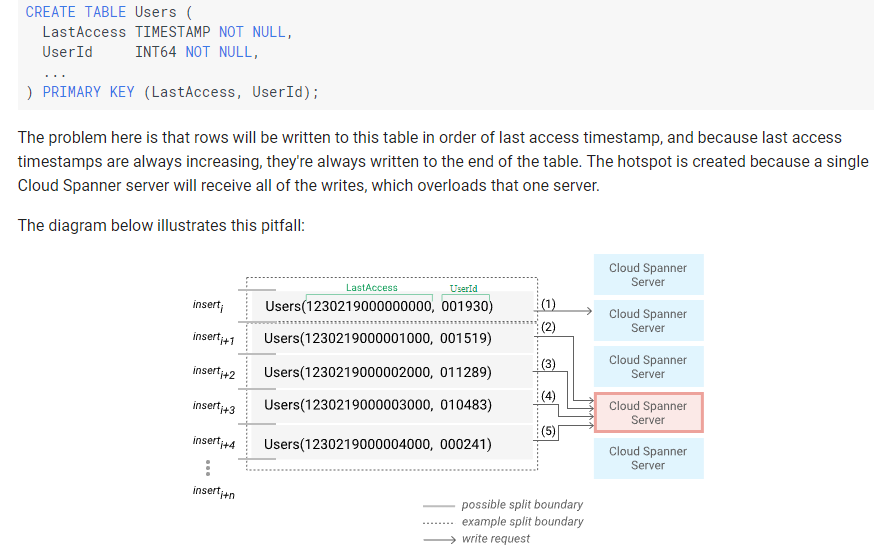 CREATE TABLE Users (
  LastAccess TIMESTAMP NOT NULL,
  UserId     INT64 NOT NULL,
  ...
) PRIMARY KEY (LastAccess, UserId);
The problem here is that rows will be written to this table in order of last access timestamp, and because last access
timestamps are always increasing, they're always written to the end of the table. The hotspot is created because a single
Cloud Spanner server will receive all of the writes, which overloads that one server.
The diagram below illustrates this pitfall:
LastAccess UserId
insert i Users(1230219000000000, 001930) (1)
insert i+1 Users(1230219000001000, 001519) (2)
insert i+2 Users(1230219000002000, 011289) (3)
insert i+3 Users(1230219000003000, 010483) (4)
insert i+4 Users(1230219000004000, 000241) (5)
insert i+n
Cloud Spanner
Server
Cloud Spanner
Server
Cloud Spanner
Server
Cloud Spanner
Server
Cloud Spanner
Server
possible split boundary
example split boundary
write request